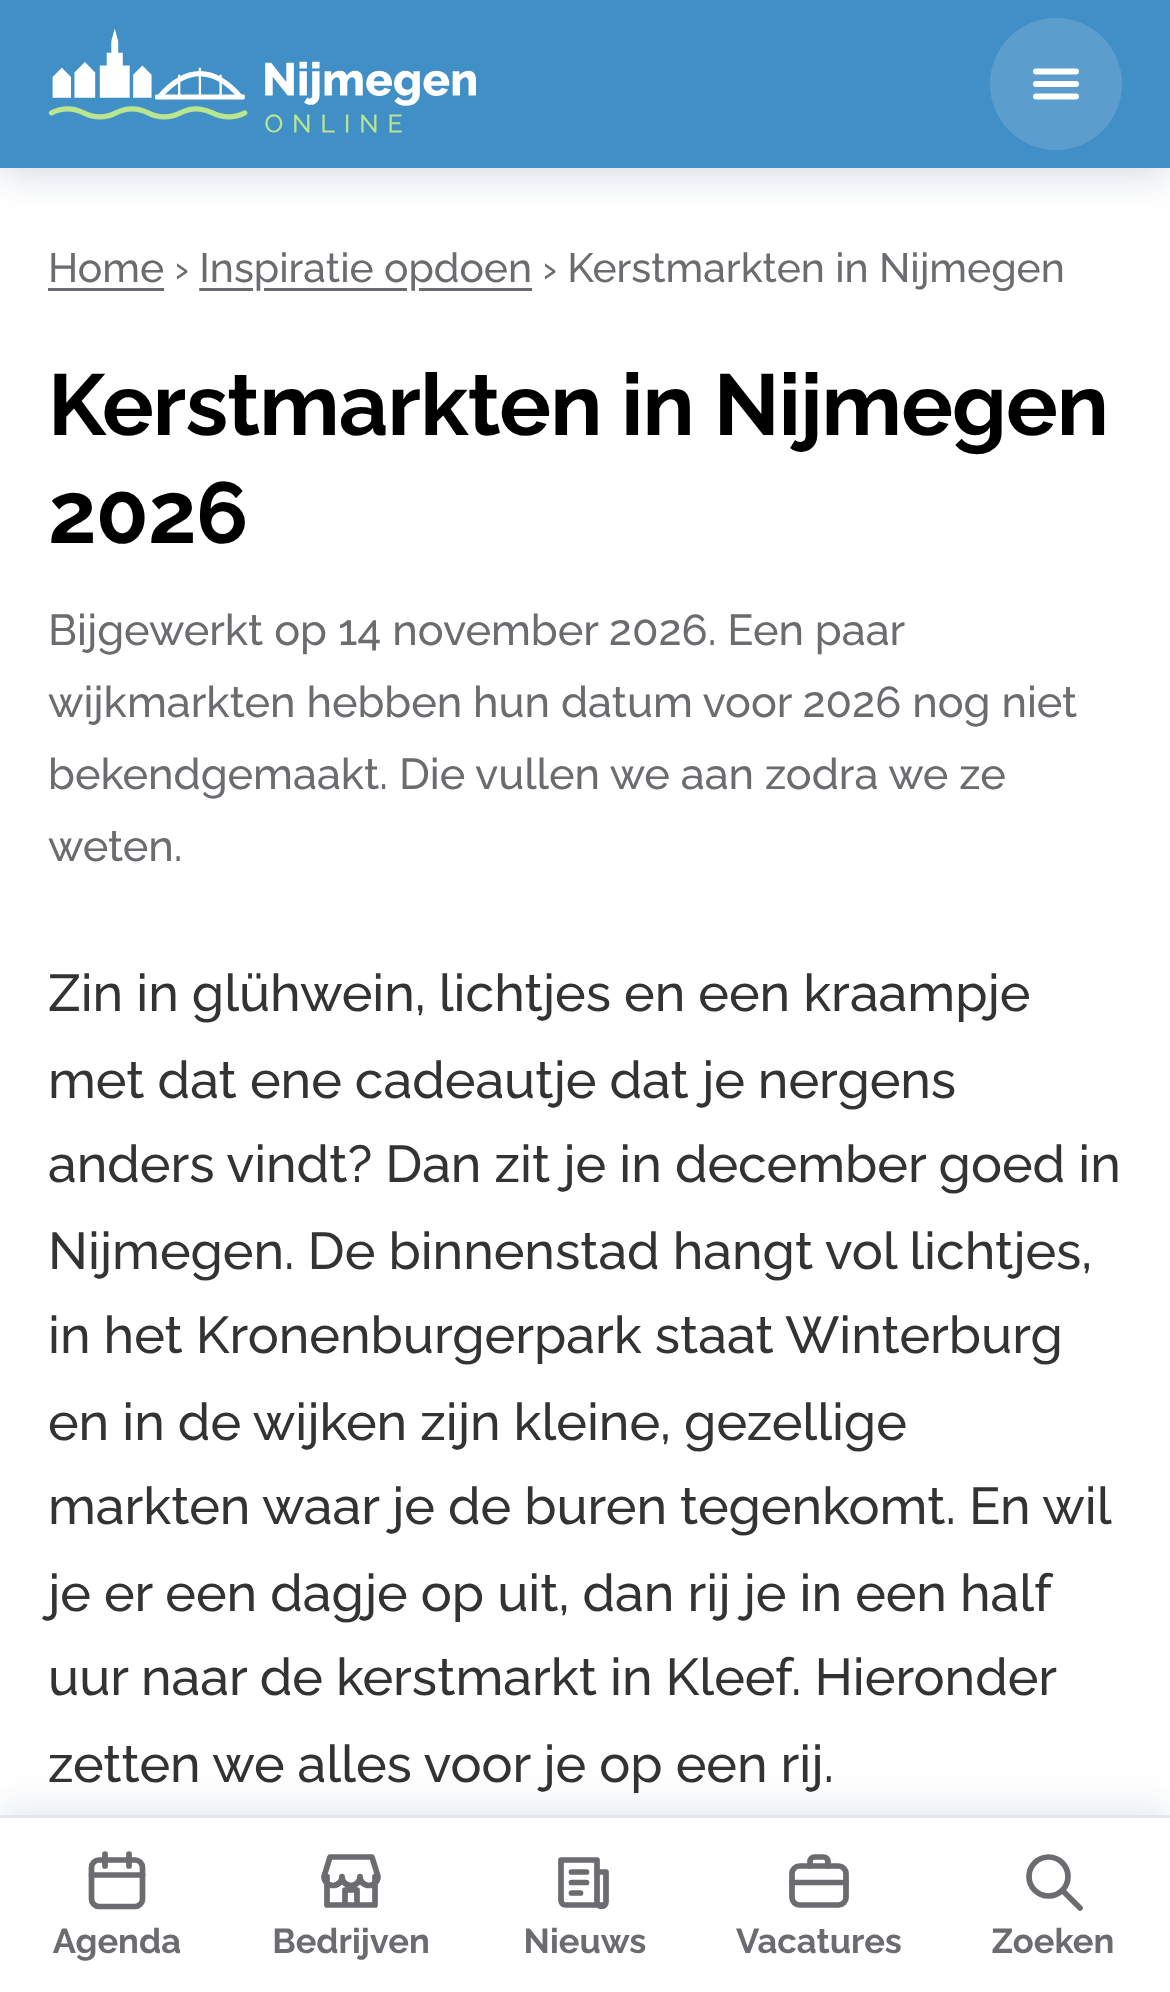 Nijmegen
ONLINE
Home › Inspiratie opdoen › Kerstmarkten in Nijmegen
Kerstmarkten in Nijmegen
2026
Bijgewerkt op 14 november 2026. Een paar
wijkmarkten hebben hun datum voor 2026 nog niet
bekendgemaakt. Die vullen we aan zodra we ze
weten.
Zin in glühwein, lichtjes en een kraampje
met dat ene cadeautje dat je nergens
anders vindt? Dan zit je in december goed in
Nijmegen. De binnenstad hangt vol lichtjes,
in het Kronenburgerpark staat Winterburg
en in de wijken zijn kleine, gezellige
markten waar je de buren tegenkomt. En wil
je er een dagje op uit, dan rij je in een half
uur naar de kerstmarkt in Kleef. Hieronder
zetten we alles voor je op een rij.
Agenda Bedrijven Nieuws Vacatures Zoeken